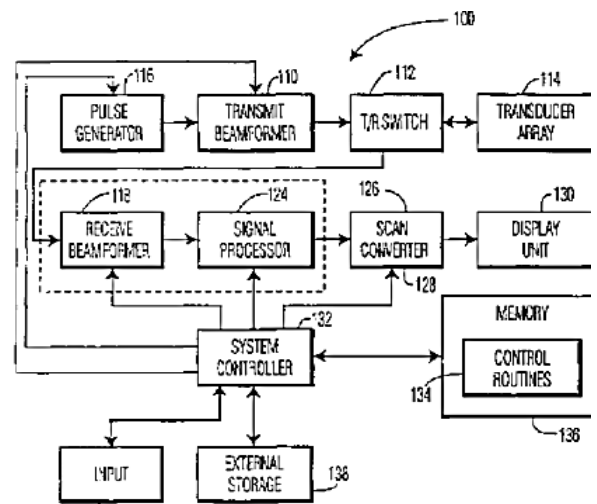 100
116
110
112
114
PULSE
GENERATOR
TRANSMIT
BEAMFORMER
T/R SWITCH
TRANSDUCER
ARRAY
118
124
126
130
RECEIVE
BEAMFORMER
SIGNAL
PROCESSOR
SCAN
CONVERTER
DISPLAY
UNIT
128
132
MEMORY
SYSTEM
CONTROLLER
CONTROL
ROUTINES
134
136
INPUT
EXTERNAL
STORAGE
138